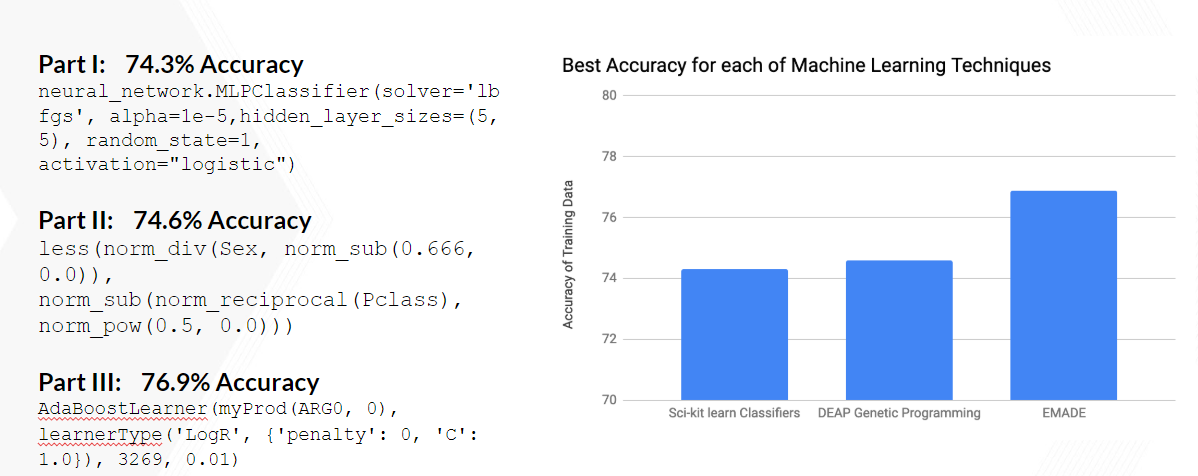 Part I: 74.3% Accuracy
neural_network.MLPClassifier(solver='lb
fgs', alpha=1e-5,hidden_layer_sizes=(5,
5), random_state=1,
activation="logistic")
Part II: 74.6% Accuracy
less(norm_div(Sex, norm_sub(0.666,
0.0)),
norm_sub(norm_reciprocal(Pclass),
norm_pow(0.5, 0.0)))
Part III: 76.9% Accuracy
AdaBoostLearner(myProd(ARG0, 0),
learnerType('LogR', {'penalty': 0, 'C':
1.0}), 3269, 0.01)
Best Accuracy for each of Machine Learning Techniques
Accuracy of Training Data
80
78
76
74
72
70
Sci-kit learn Classifiers DEAP Genetic Programming EMADE